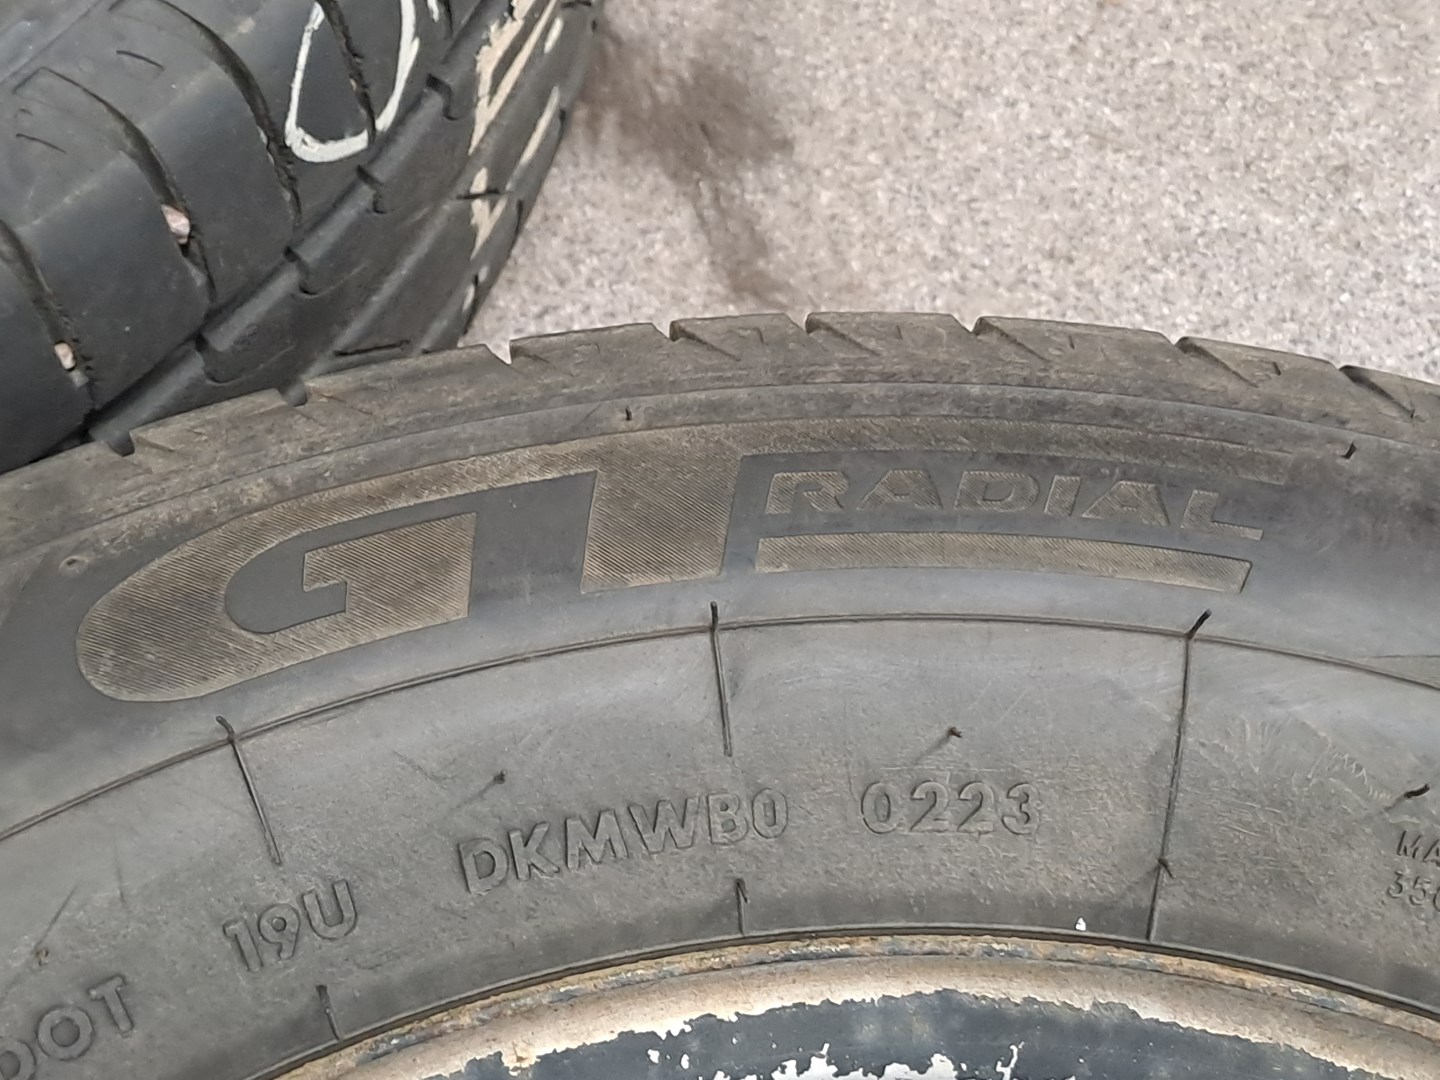 GT RADIAL
DOT 19U DKMWB0 0223